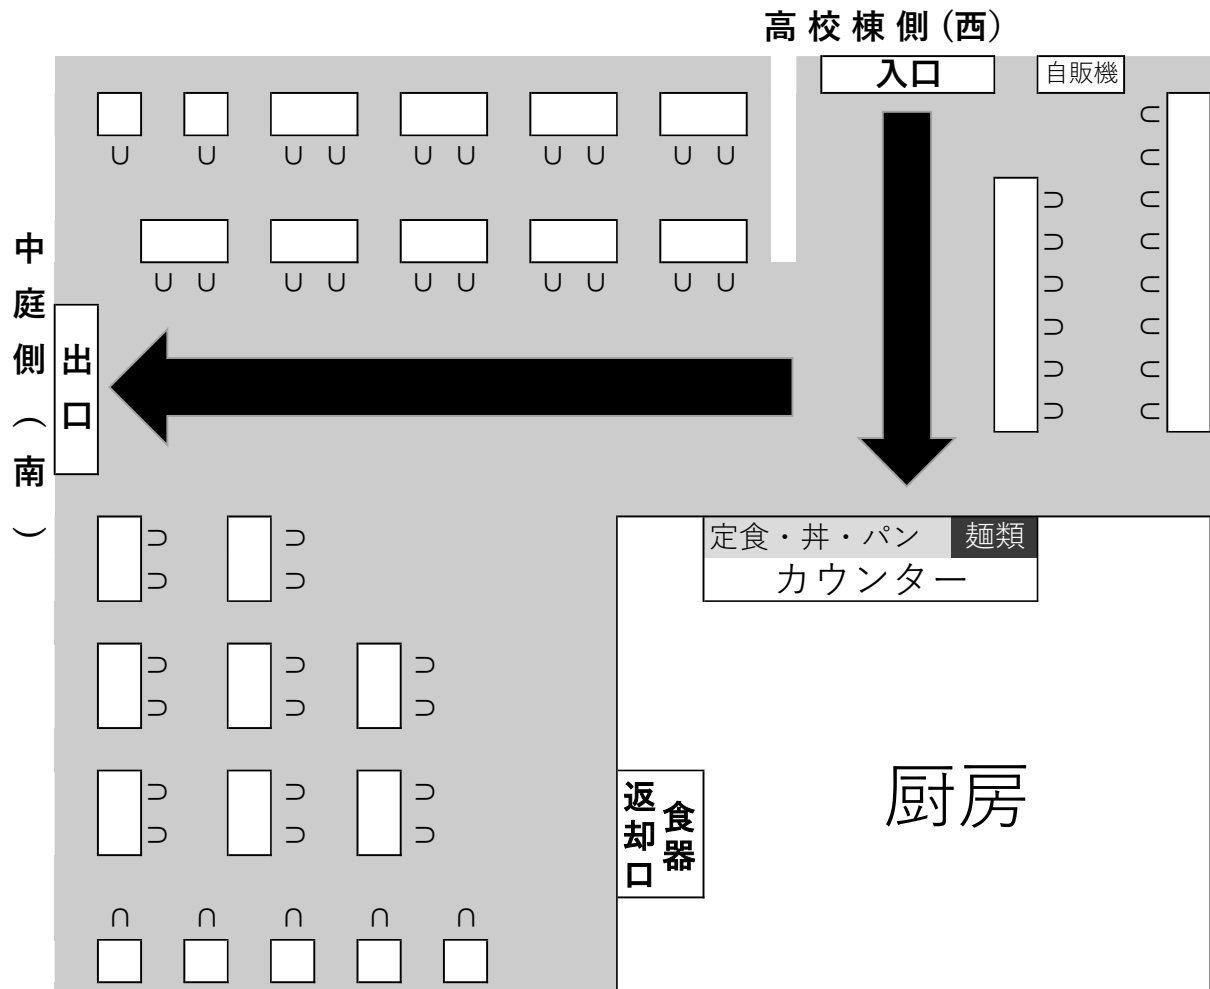 高校棟側(西)
入口
自販機
中庭側(南)
出口
定食・丼・パン
麺類
カウンター
厨房
食器
返却口